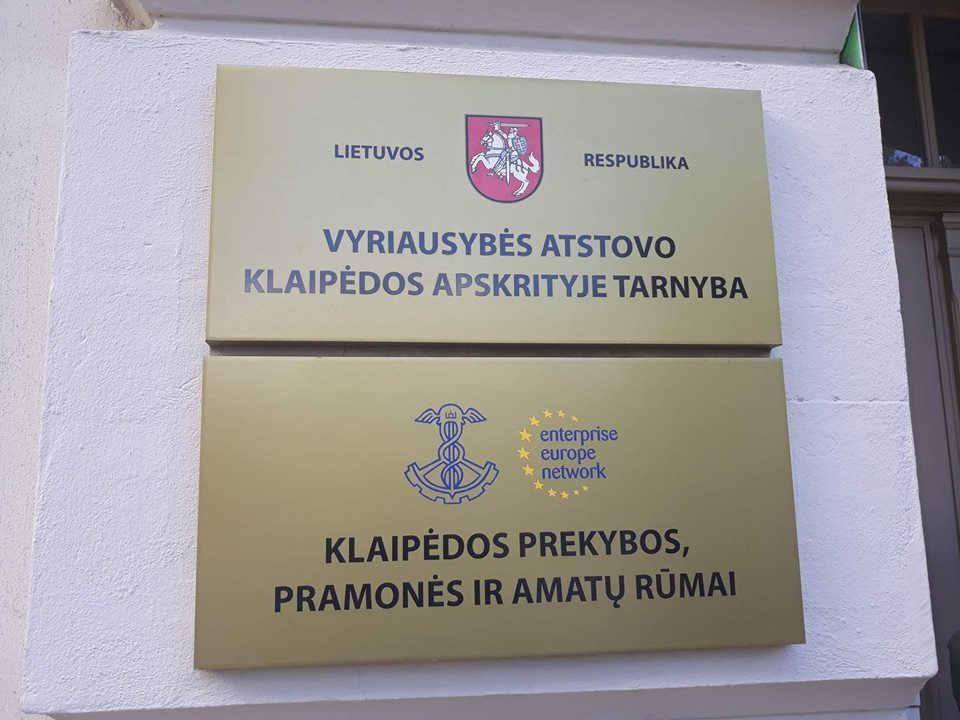 LIETUVOS RESPUBLIKA
VYRIAUSYBĖS ATSTOVO
KLAIPĖDOS APSKRITYJE TARNYBA
enterprise
europe
network
KLAIPĖDOS PREKYBOS,
PRAMONĖS IR AMATŲ RŪMAI